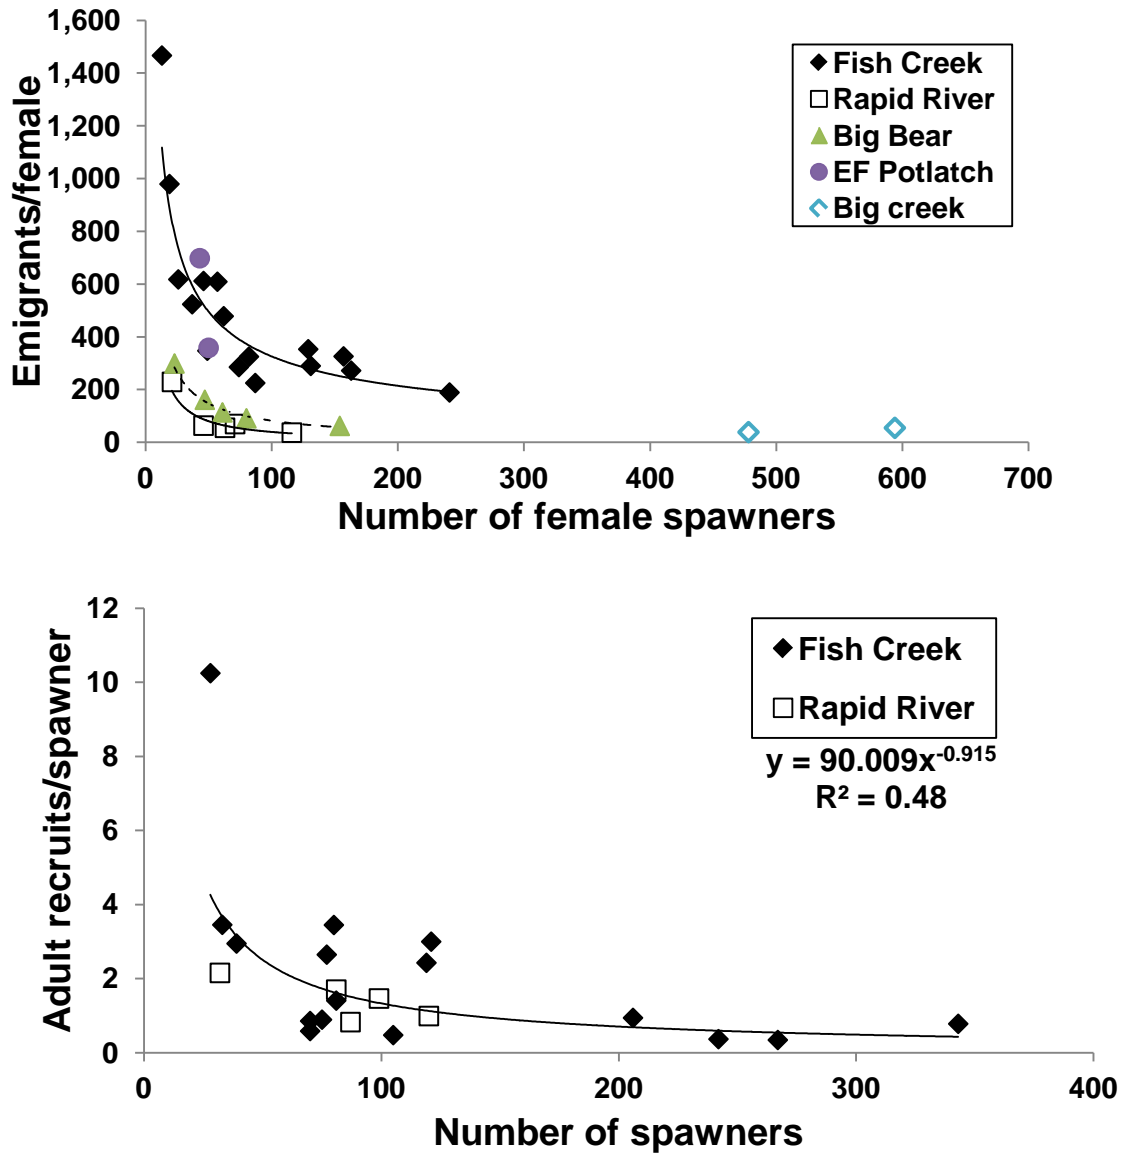 1,600
1,400
1,200
1,000
800
600
400
200
0
Emigrants/female
Fish Creek
Rapid River
Big Bear
EF Potlatch
Big creek
0 100 200 300 400 500 600 700
Number of female spawners
12
10
8
6
4
2
0
Adult recruits/spawner
Fish Creek
Rapid River
y = 90.009x⁻⁰·⁹¹⁵
R² = 0.48
0 100 200 300 400
Number of spawners